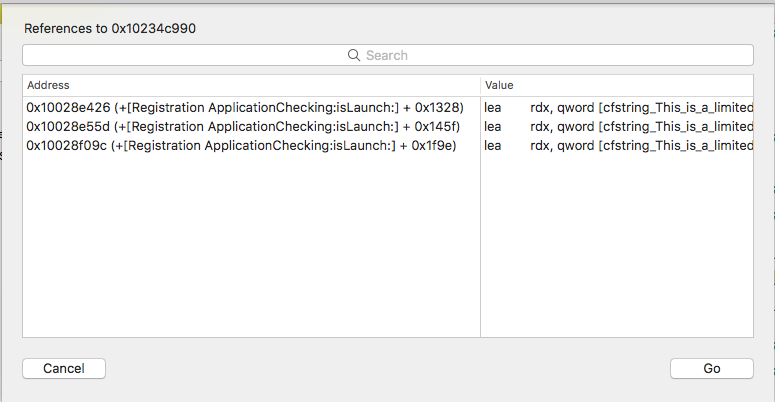 References to 0x10234c990
Search
Address Value
0x10028e426 (+[Registration ApplicationChecking:isLaunch:] + 0x1328) lea rdx, qword [cfstring_This_is_a_limited
0x10028e55d (+[Registration ApplicationChecking:isLaunch:] + 0x145f) lea rdx, qword [cfstring_This_is_a_limited
0x10028f09c (+[Registration ApplicationChecking:isLaunch:] + 0x1f9e) lea rdx, qword [cfstring_This_is_a_limited
Cancel Go